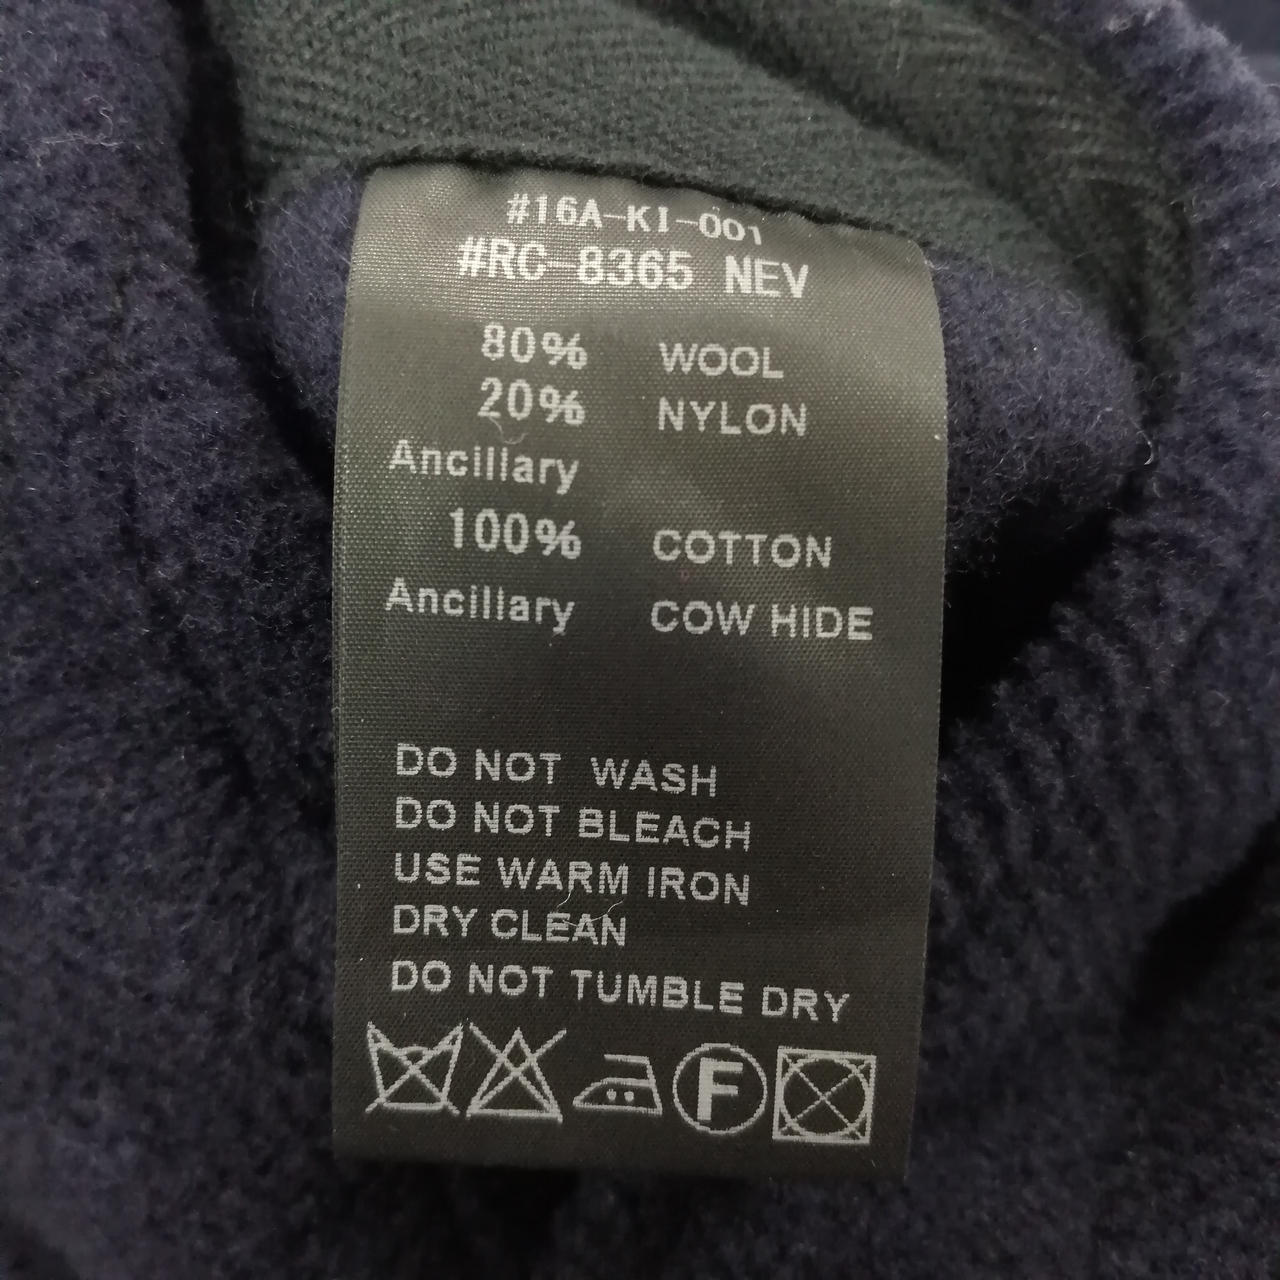 #16A-KI-001
#RC-8365 NEV
80% WOOL
20% NYLON
Ancillary
100% COTTON
Ancillary COW HIDE
DO NOT WASH
DO NOT BLEACH
USE WARM IRON
DRY CLEAN
DO NOT TUMBLE DRY
F